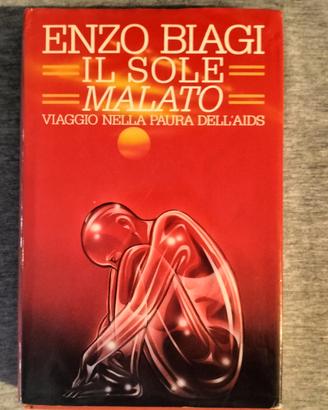 ENZO BIAGI
IL SOLE
MALATO
VIAGGIO NELLA PAURA DELL'AIDS